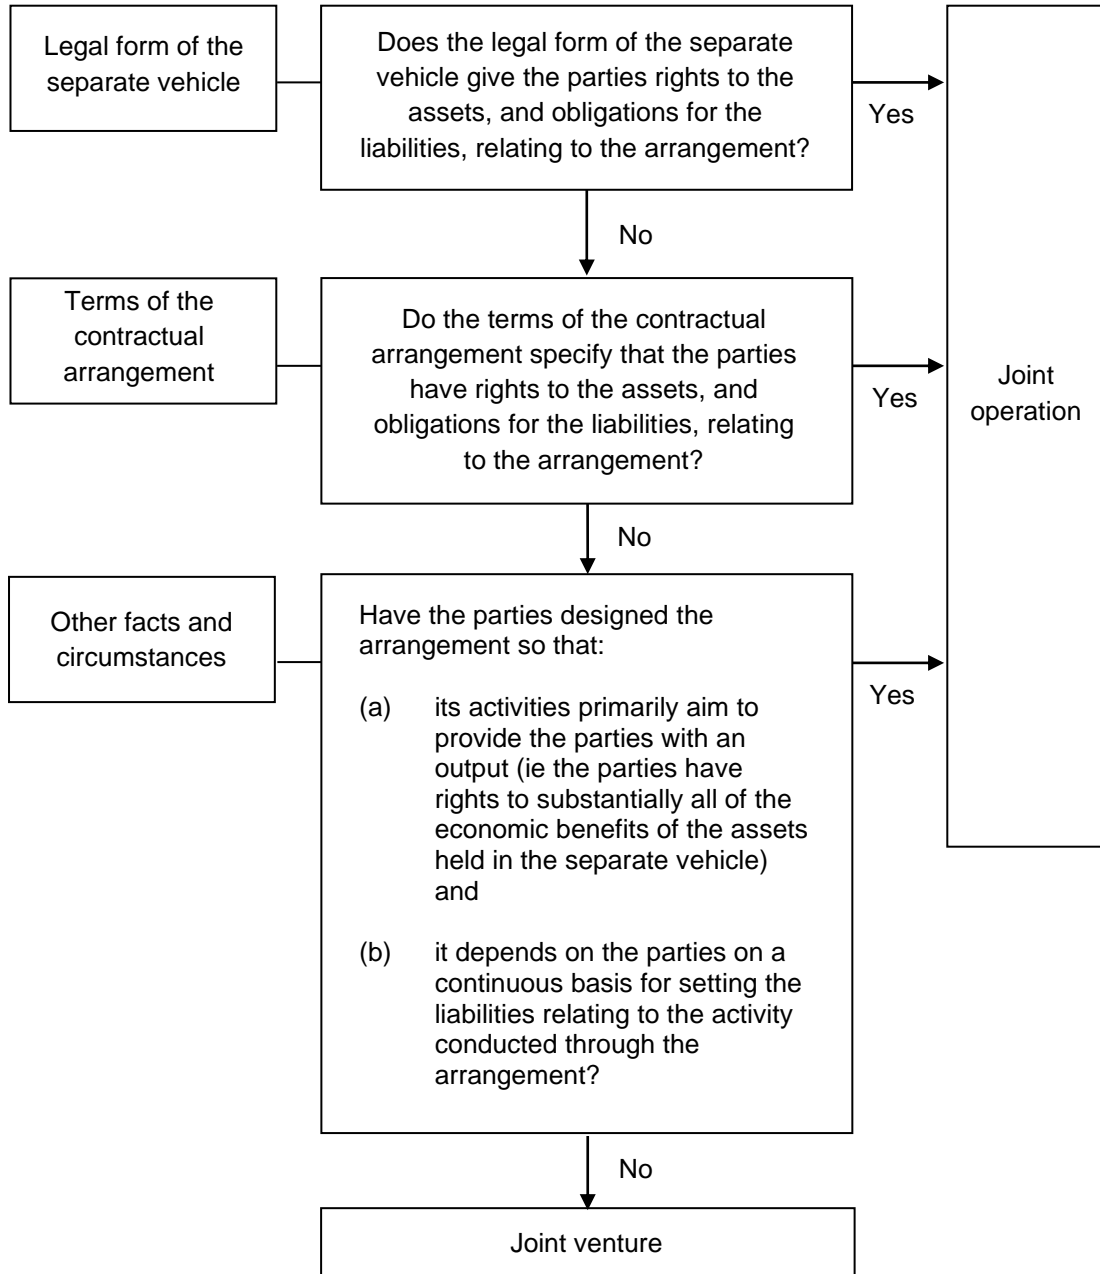 Legal form of the
separate vehicle
Does the legal form of the separate
vehicle give the parties rights to the
assets, and obligations for the
liabilities, relating to the arrangement?
Yes
No
Terms of the
contractual
arrangement
Do the terms of the contractual
arrangement specify that the parties
have rights to the assets, and
obligations for the liabilities, relating
to the arrangement?
Yes
Joint
operation
No
Other facts and
circumstances
Have the parties designed the
arrangement so that:
(a) its activities primarily aim to
provide the parties with an
output (ie the parties have
rights to substantially all of the
economic benefits of the assets
held in the separate vehicle)
and
(b) it depends on the parties on a
continuous basis for setting the
liabilities relating to the activity
conducted through the
arrangement?
Yes
No
Joint venture